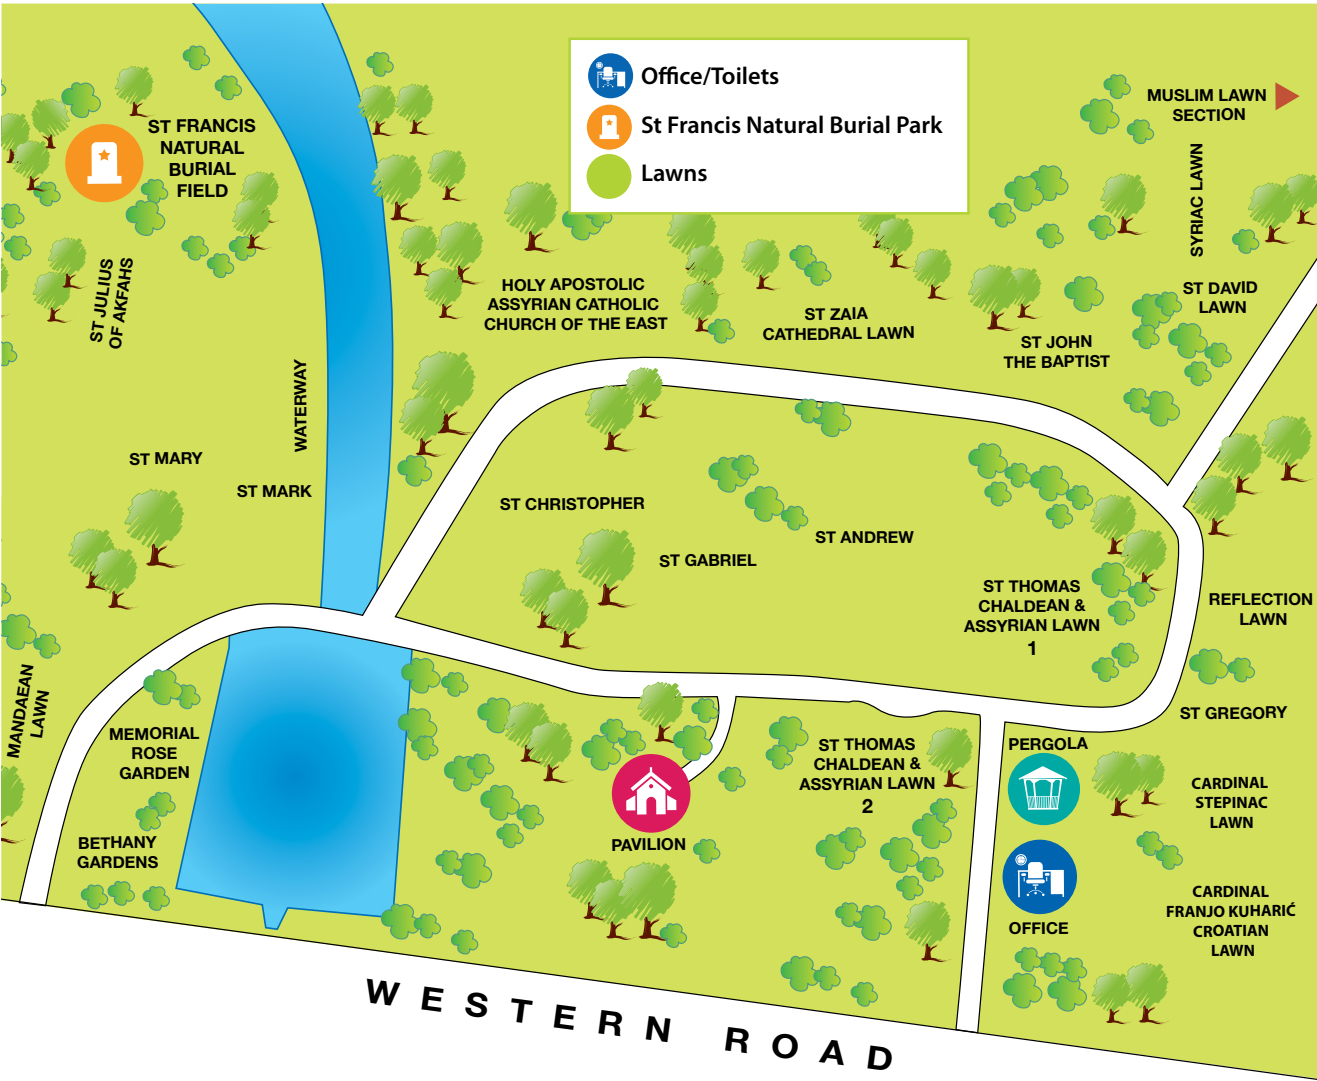 Office/Toilets
St Francis Natural Burial Park
Lawns
MUSLIM LAWN
SECTION
ST FRANCIS
NATURAL
BURIAL
FIELD
SYRIAC LAWN
ST JULIUS
OF AKFAHS
HOLY APOSTOLIC
ASSYRIAN CATHOLIC
CHURCH OF THE EAST
ST ZAIA
CATHEDRAL LAWN
ST DAVID
LAWN
ST JOHN
THE BAPTIST
WATERWAY
ST MARY
ST MARK
ST CHRISTOPHER
ST GABRIEL
ST ANDREW
ST THOMAS
CHALDEAN &
ASSYRIAN LAWN
1
REFLECTION
LAWN
MANDAEAN
LAWN
ST GREGORY
MEMORIAL
ROSE
GARDEN
ST THOMAS
CHALDEAN &
ASSYRIAN LAWN
2
PERGOLA
CARDINAL
STEPINAC
LAWN
BETHANY
GARDENS
PAVILION
OFFICE
CARDINAL
FRANJO KUHARIĆ
CROATIAN
LAWN
WESTERN ROAD